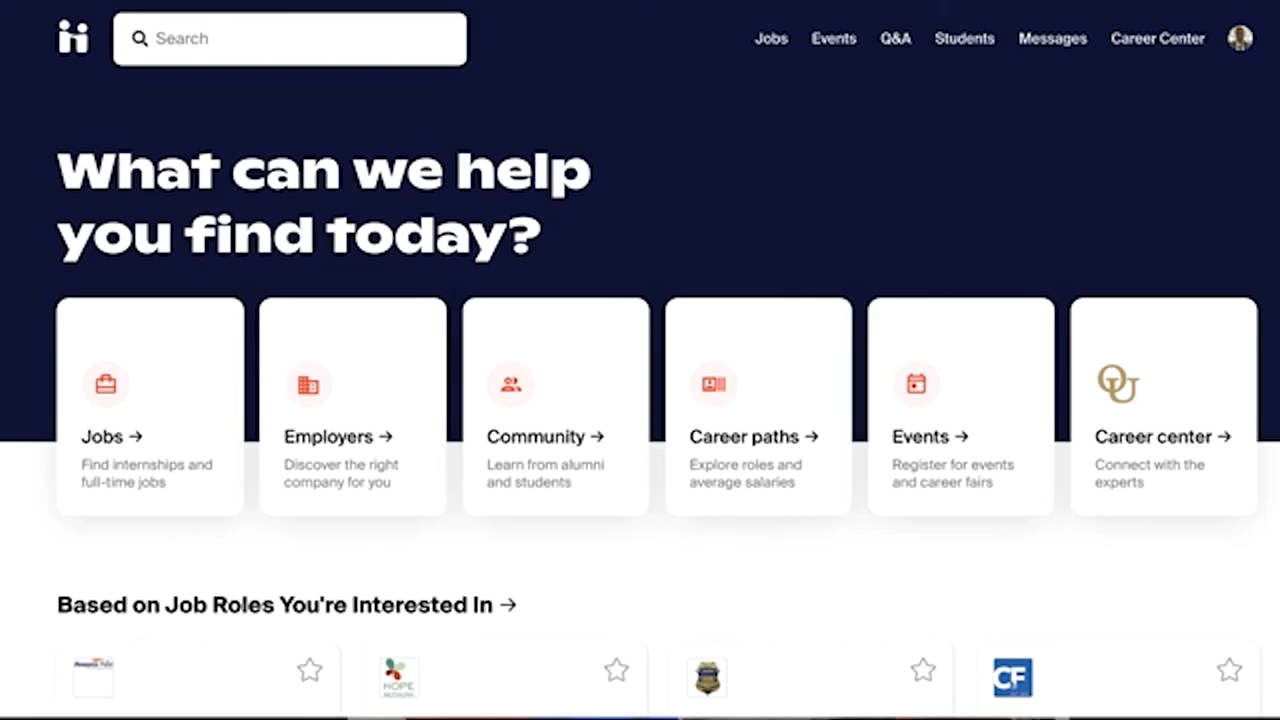 Search
Jobs Events Q&A Students Messages Career Center
What can we help
you find today?
Jobs →
Find internships and
full-time jobs
Employers →
Discover the right
company for you
Community →
Learn from alumni
and students
Career paths →
Explore roles and
average salaries
Events →
Register for events
and career fairs
OU
Career center →
Connect with the
experts
Based on Job Roles You're Interested In →
HOPE
NETWORK
CF